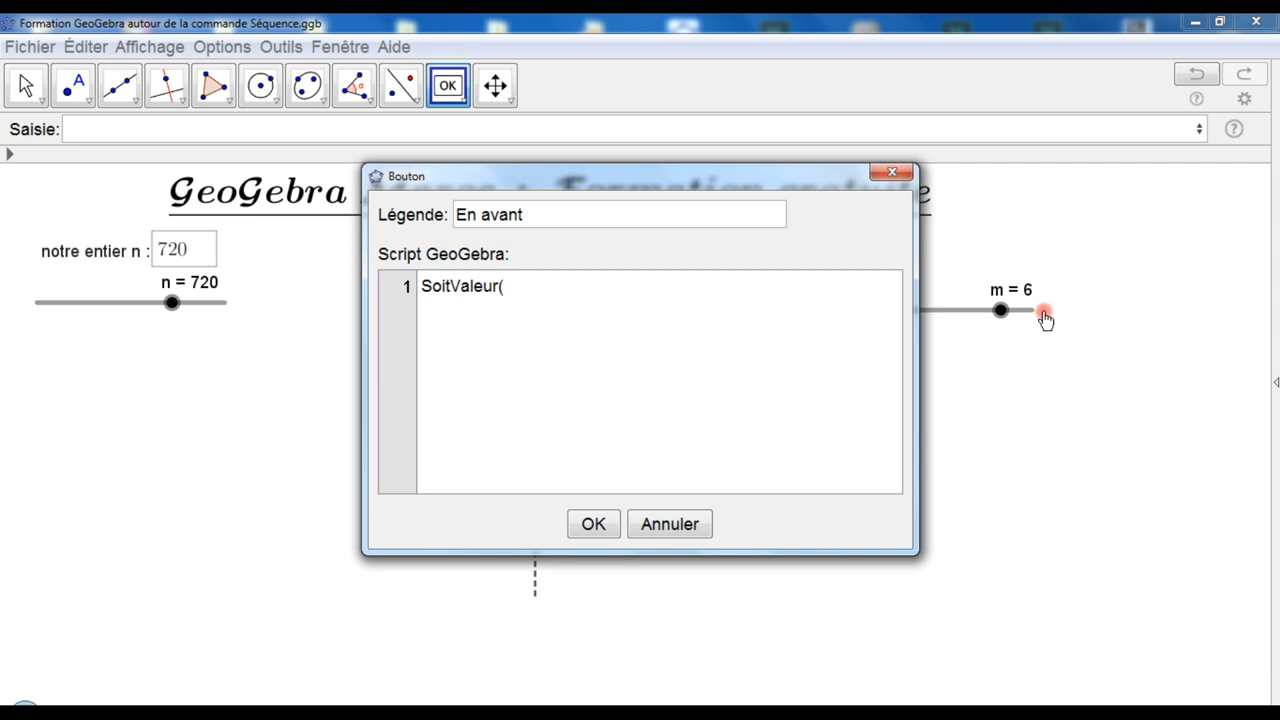 Formation GeoGebra autour de la commande Séquence.ggb
Fichier Éditer Affichage Options Outils Fenêtre Aide
A
α
OK
Saisie:
GeoGebra
Bouton
Légende: En avant
notre entier n : 720
Script GeoGebra:
n = 720
1 SoitValeur(
m = 6
OK Annuler